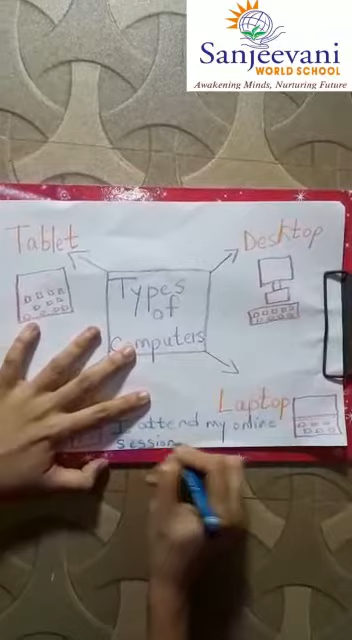 Sanjeevani
WORLD SCHOOL
Awakening Minds, Nurturing Future
Tablet
Desktop
Types
of
Computers
Laptop
I attend my online
session